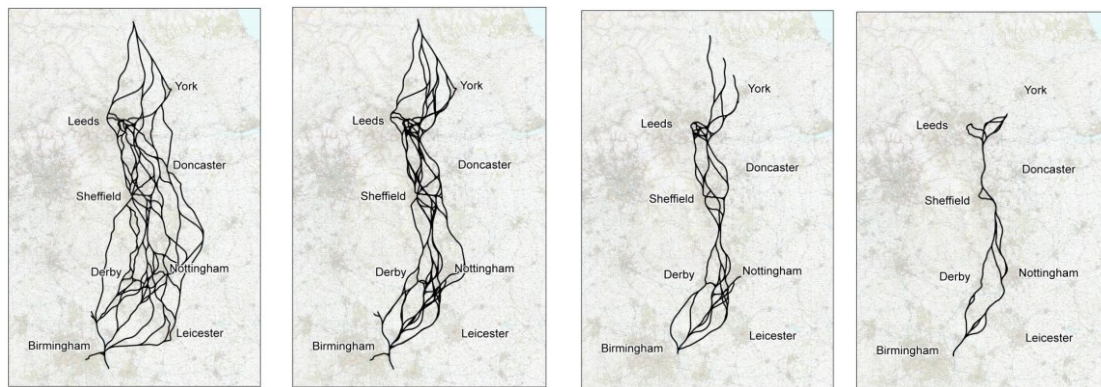 York
Leeds
Doncaster
Sheffield
Derby
Nottingham
Leicester
Birmingham
York
Leeds
Doncaster
Sheffield
Derby
Nottingham
Leicester
Birmingham
York
Leeds
Doncaster
Sheffield
Derby
Nottingham
Leicester
Birmingham
York
Leeds
Doncaster
Sheffield
Derby
Nottingham
Leicester
Birmingham